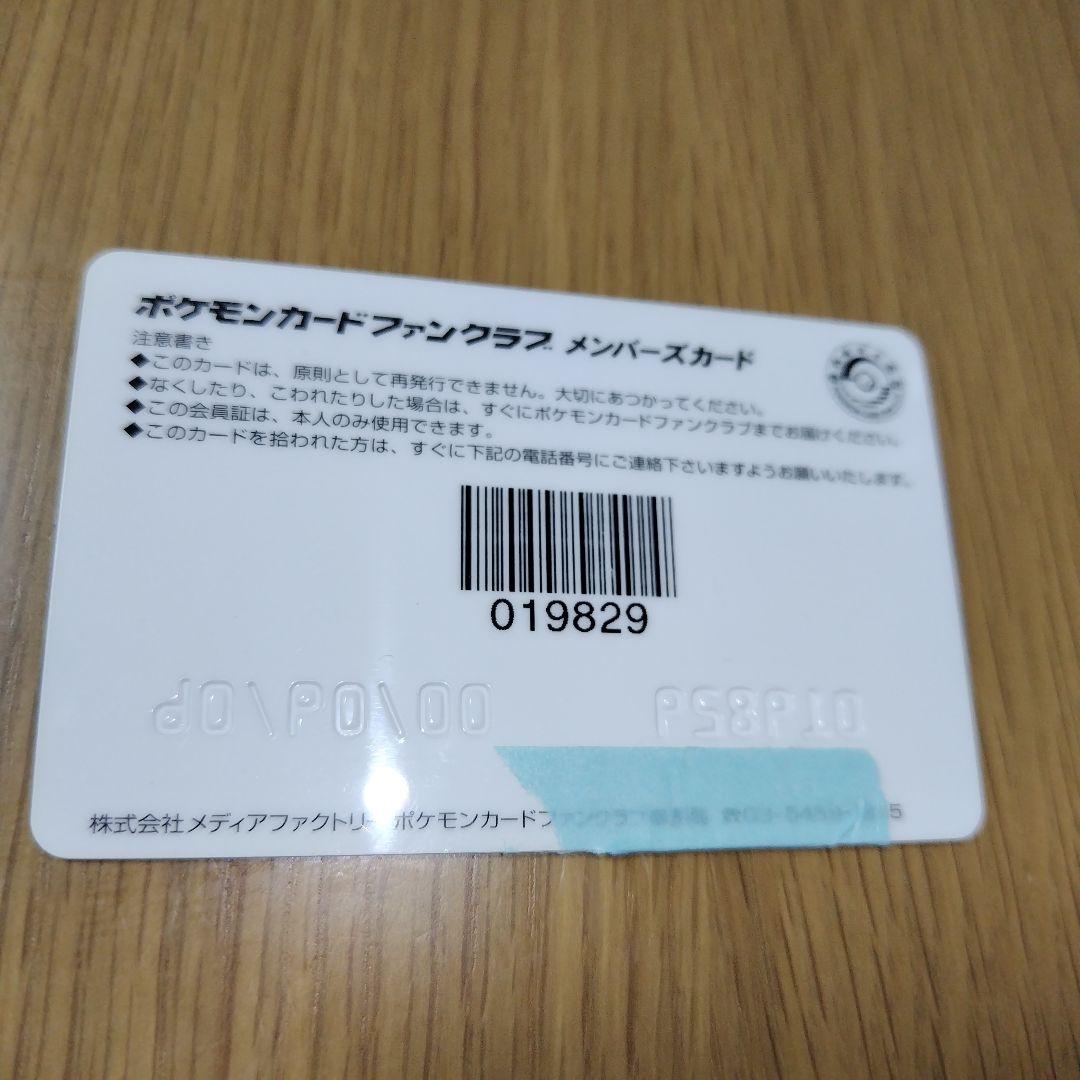 ポケモンカードファンクラブ メンバーズカード
注意書き
◆このカードは、原則として再発行できません。大切にあつかってください。
◆なくしたり、こわれたりした場合は、すぐにポケモンカードファンクラブまでお届けください。
◆この会員証は、本人のみ使用できます。
◆このカードを拾われた方は、すぐに下記の電話番号にご連絡下さいますようお願いいたします。
019829
株式会社メディアファクトリー ポケモンカードファンクラブ